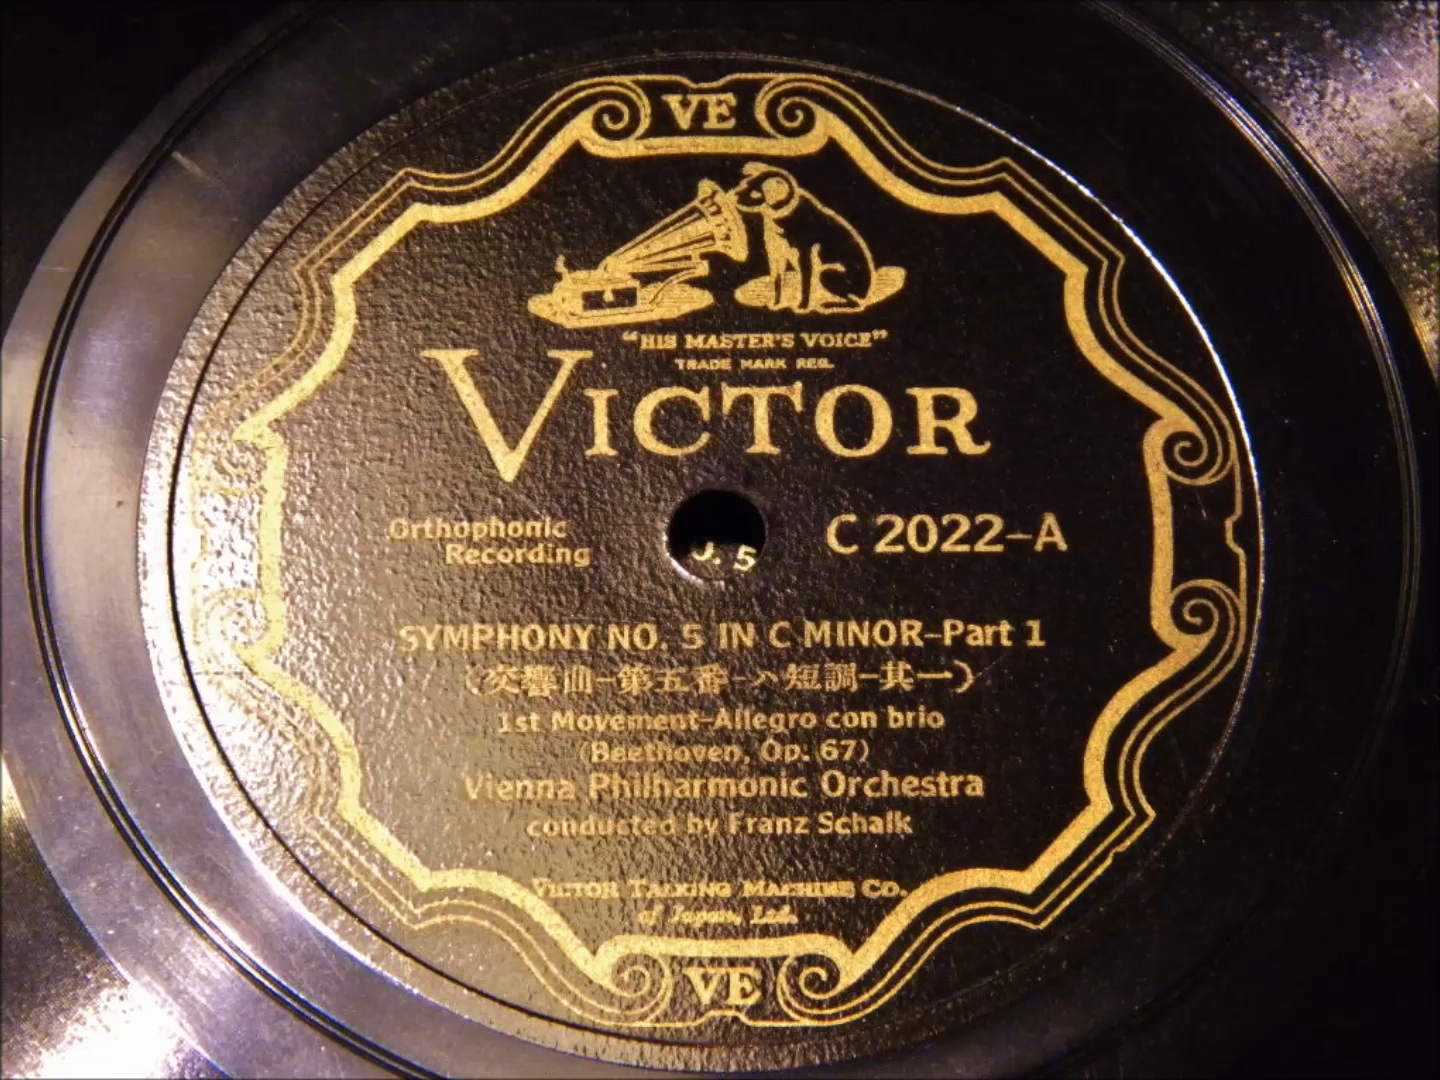 VE
“HIS MASTER'S VOICE”
TRADE MARK REG.
VICTOR
Orthophonic
Recording
C 2022-A
J. 5
SYMPHONY NO. 5 IN C MINOR-Part 1
(交響曲-第五番-ハ短調-其一)
1st Movement-Allegro con brio
(Beethoven, Op. 67)
Vienna Philharmonic Orchestra
conducted by Franz Schalk
VICTOR TALKING MACHINE CO.
of Japan, Ltd.
VE